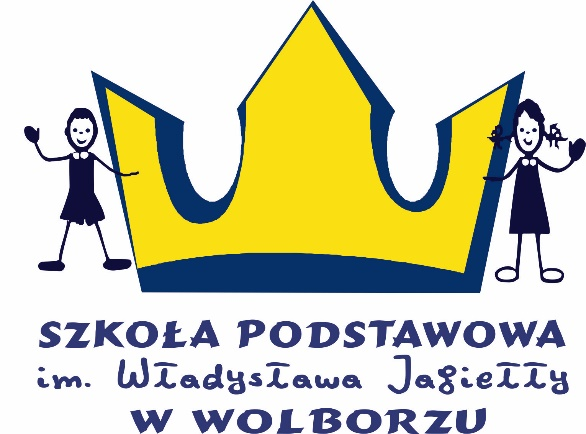 SZKOŁA PODSTAWOWA
im. Władysława Jagiełły
W WOLBORZU